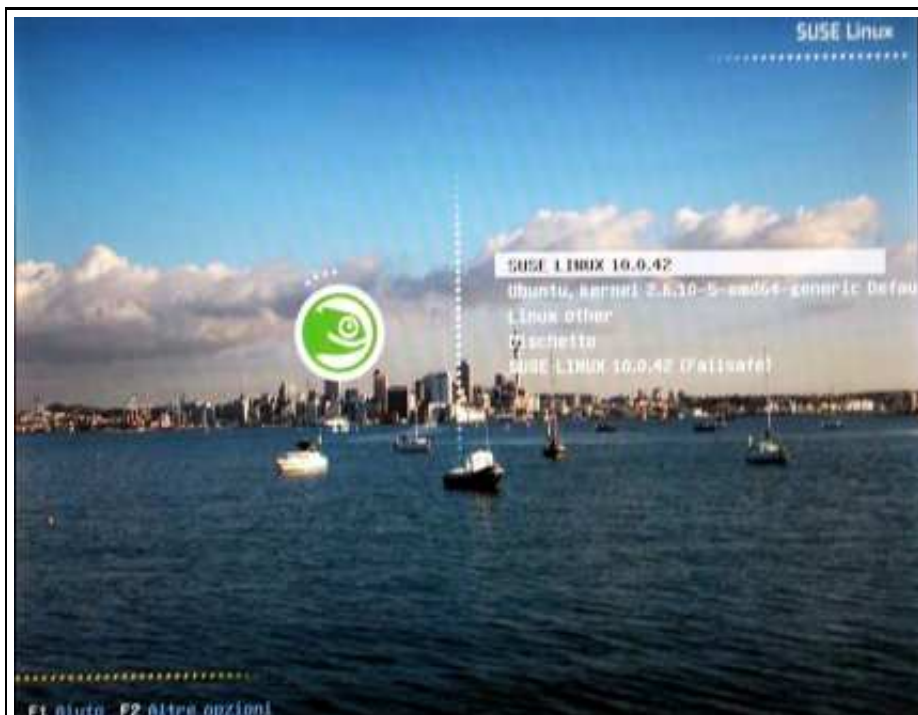 SUSE Linux
SUSE LINUX 10.0.42
Ubuntu, kernel 2.6.10-5-amd64-generic Defau
Linux other
Dischetto
SUSE LINUX 10.0.42 (Failsafe)
F1 Aiuto F2 Altre opzioni